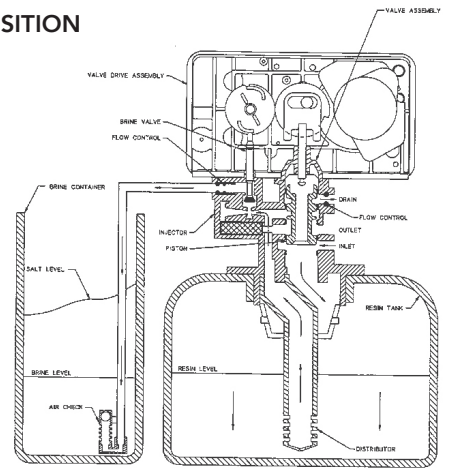 SITION
VALVE ASSEMBLY
VALVE DRIVE ASSEMBLY
BRINE VALVE
FLOW CONTROL
BRINE CONTAINER
DRAIN
FLOW CONTROL
INJECTOR
OUTLET
PISTON
INLET
SALT LEVEL
RESIN TANK
BRINE LEVEL
RESIN LEVEL
AIR CHECK
DISTRIBUTOR